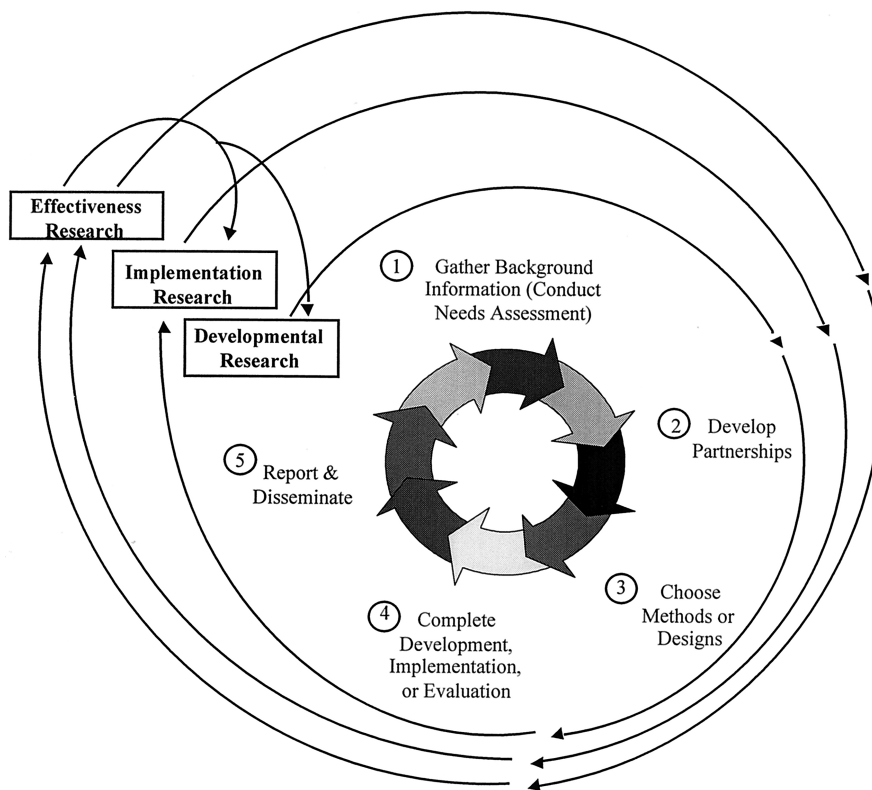 Effectiveness
Research
Implementation
Research
Developmental
Research
1
Gather Background
Information (Conduct
Needs Assessment)
2
Develop
Partnerships
3
Choose
Methods or
Designs
4
Complete
Development,
Implementation,
or Evaluation
5
Report &
Disseminate